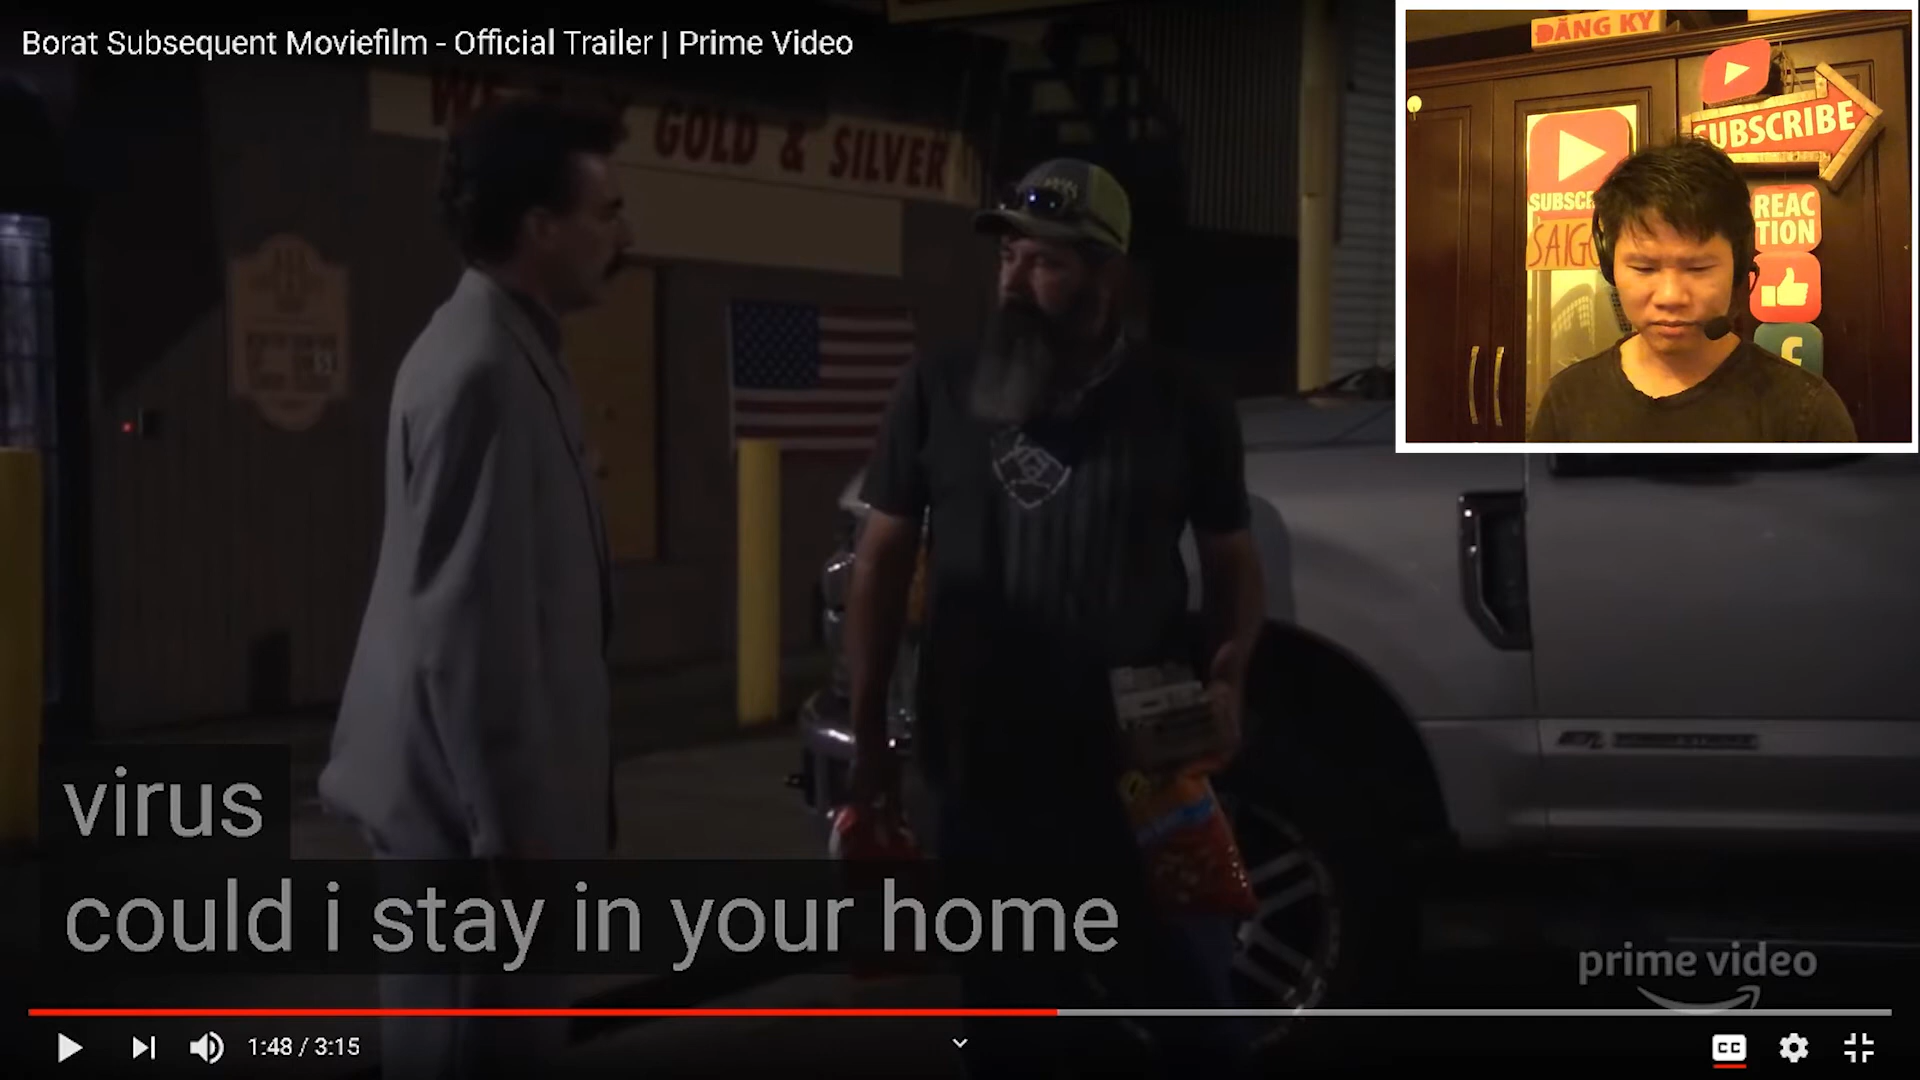 Borat Subsequent Moviefilm - Official Trailer | Prime Video
GOLD & SILVER
ĐĂNG KÝ
SUBSCRIBE
REAC
TION
f
virus
could i stay in your home
prime video
1:48 / 3:15
CC